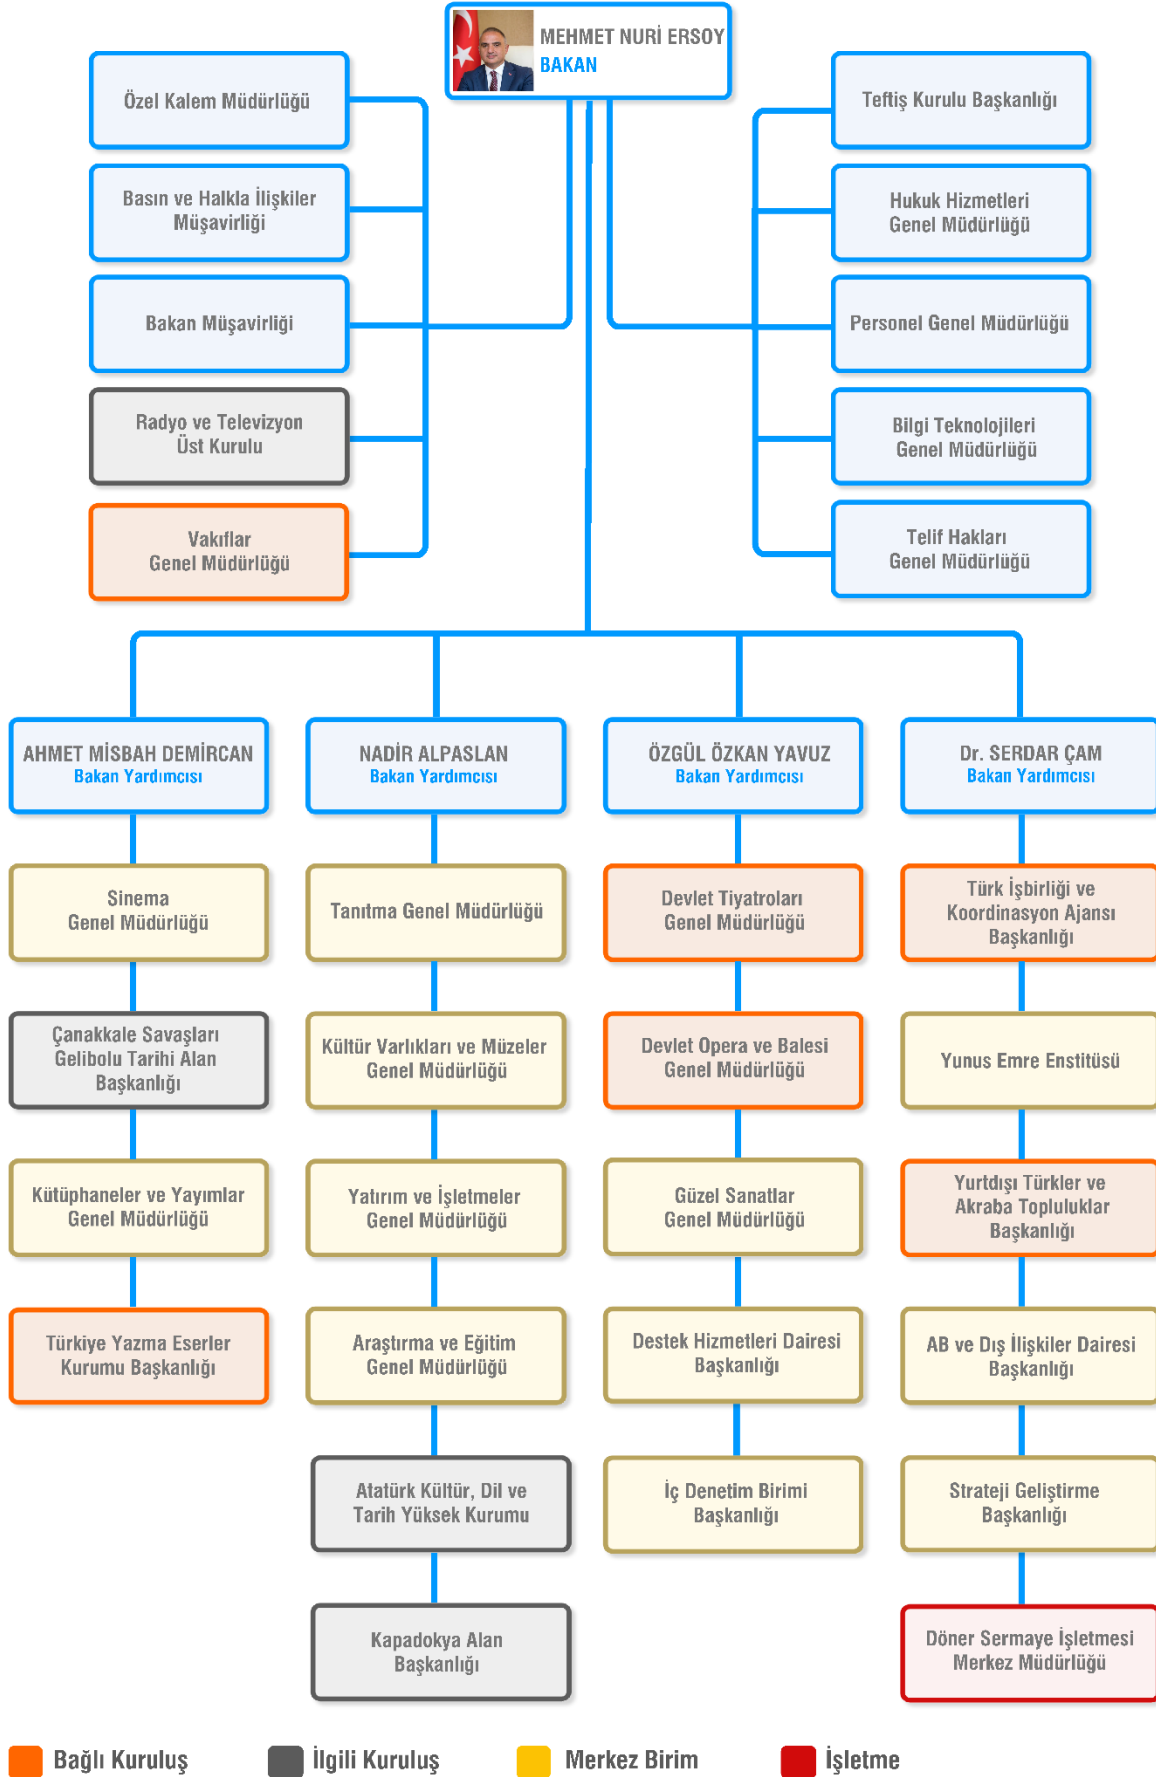 MEHMET NURİ ERSOY
BAKAN
Özel Kalem Müdürlüğü
Basın ve Halkla İlişkiler
Müşavirliği
Bakan Müşavirliği
Radyo ve Televizyon
Üst Kurulu
Vakıflar
Genel Müdürlüğü
Teftiş Kurulu Başkanlığı
Hukuk Hizmetleri
Genel Müdürlüğü
Personel Genel Müdürlüğü
Bilgi Teknolojileri
Genel Müdürlüğü
Telif Hakları
Genel Müdürlüğü
AHMET MİSBAH DEMİRCAN
Bakan Yardımcısı
Sinema
Genel Müdürlüğü
Çanakkale Savaşları
Gelibolu Tarihi Alan
Başkanlığı
Kütüphaneler ve Yayımlar
Genel Müdürlüğü
Türkiye Yazma Eserler
Kurumu Başkanlığı
NADİR ALPASLAN
Bakan Yardımcısı
Tanıtma Genel Müdürlüğü
Kültür Varlıkları ve Müzeler
Genel Müdürlüğü
Yatırım ve İşletmeler
Genel Müdürlüğü
Araştırma ve Eğitim
Genel Müdürlüğü
Atatürk Kültür, Dil ve
Tarih Yüksek Kurumu
Kapadokya Alan
Başkanlığı
ÖZGÜL ÖZKAN YAVUZ
Bakan Yardımcısı
Devlet Tiyatroları
Genel Müdürlüğü
Devlet Opera ve Balesi
Genel Müdürlüğü
Güzel Sanatlar
Genel Müdürlüğü
Destek Hizmetleri Dairesi
Başkanlığı
İç Denetim Birimi
Başkanlığı
Dr. SERDAR ÇAM
Bakan Yardımcısı
Türk İşbirliği ve
Koordinasyon Ajansı
Başkanlığı
Yunus Emre Enstitüsü
Yurtdışı Türkler ve
Akraba Topluluklar
Başkanlığı
AB ve Dış İlişkiler Dairesi
Başkanlığı
Strateji Geliştirme
Başkanlığı
Döner Sermaye İşletmesi
Merkez Müdürlüğü
Bağlı Kuruluş
İlgili Kuruluş
Merkez Birim
İşletme